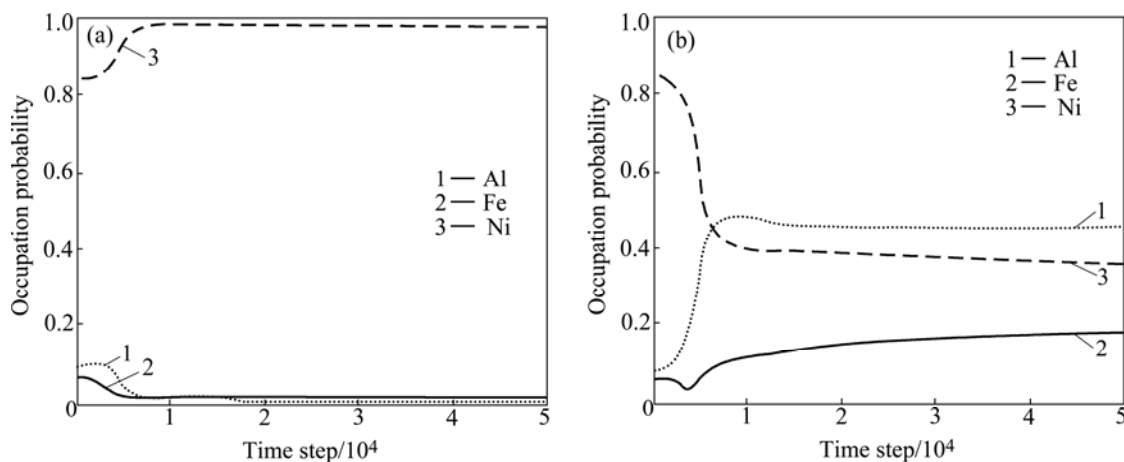 (a)
1.0
0.8
0.6
0.4
0.2
0
Occupation probability
3
1 — Al
2 — Fe
3 — Ni
1
2
1 2 3 4 5
Time step/10⁴
(b)
1.0
0.8
0.6
0.4
0.2
0
Occupation probability
1 — Al
2 — Fe
3 — Ni
1
3
2
1 2 3 4 5
Time step/10⁴